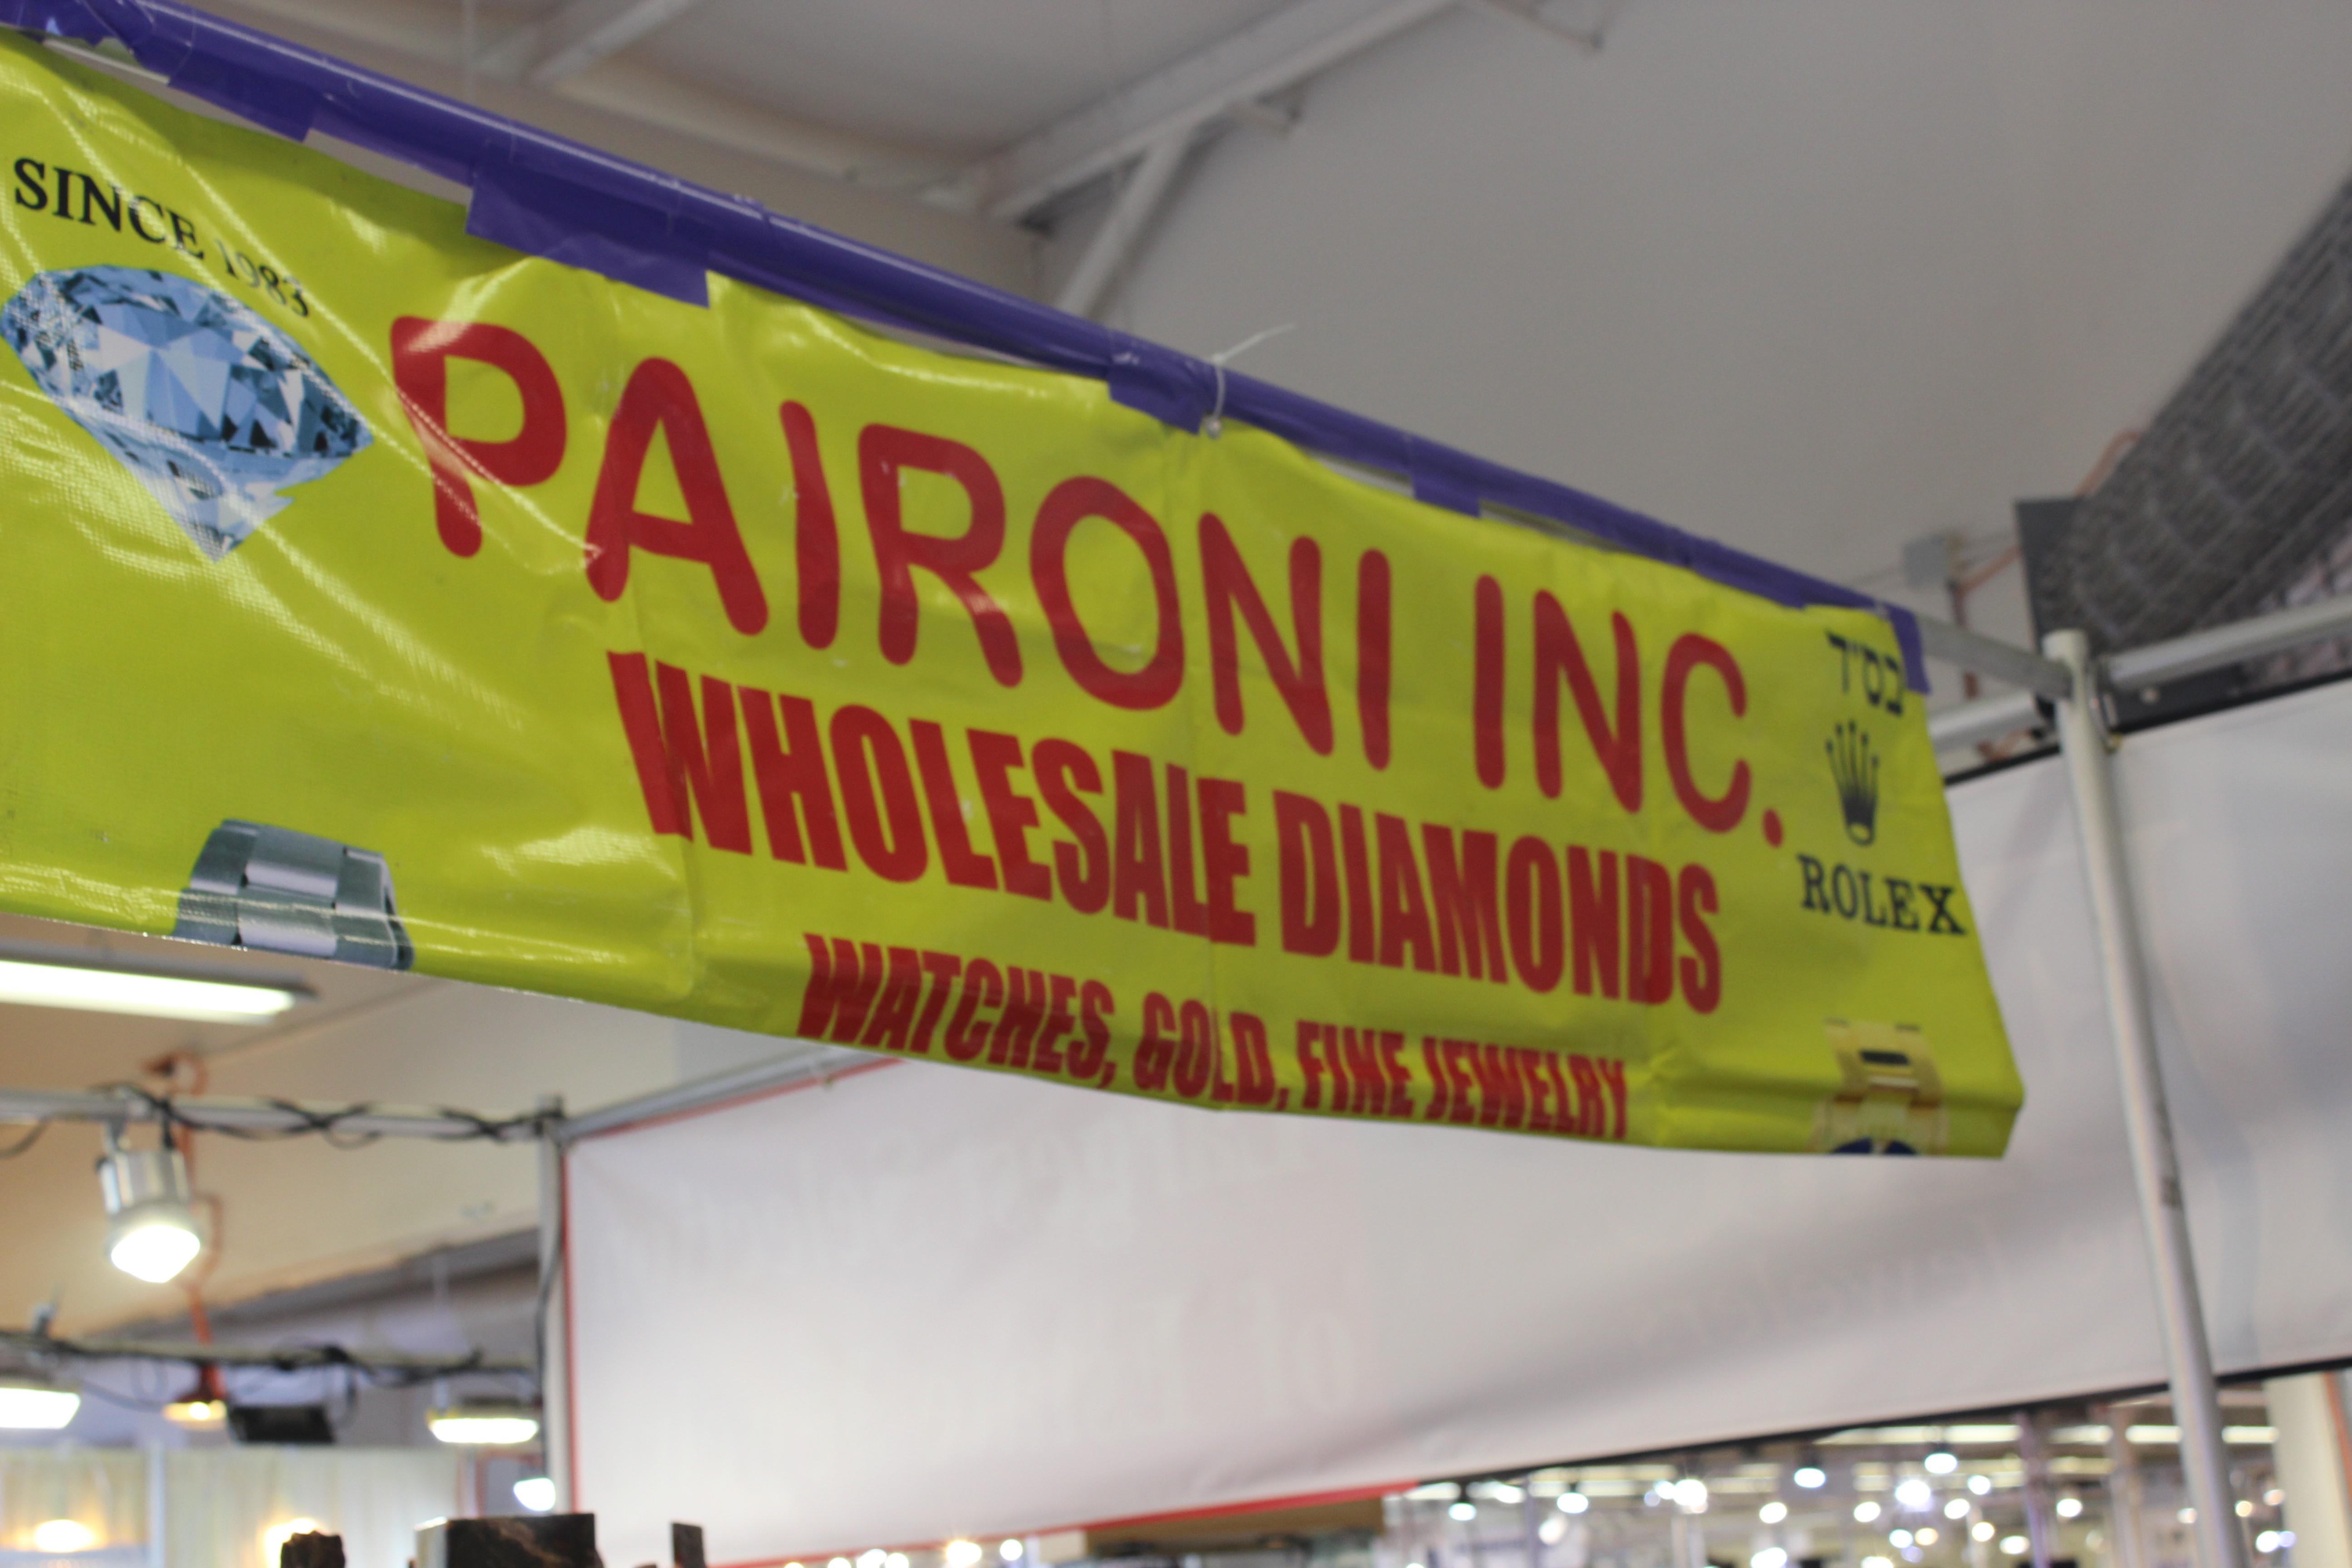 SINCE 1983
PAIRONI INC.
WHOLESALE DIAMONDS
WATCHES, GOLD, FINE JEWELRY
בס"ד
ROLEX